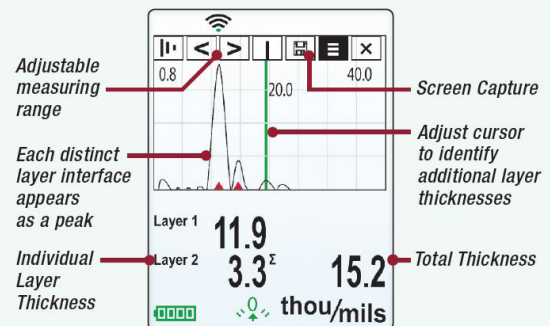 0.8
40.0
20.0
Adjustable
measuring
range
Screen Capture
Each distinct
layer interface
appears
as a peak
Adjust cursor
to identify
additional layer
thicknesses
Layer 1 11.9
Layer 2 3.3 Σ 15.2
Individual
Layer
Thickness
Total Thickness
0
thou/mils